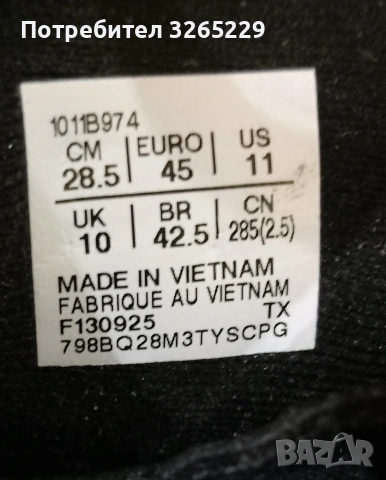 Потребител 3265229
1011B974
CM EURO US
28.5 45 11
UK BR CN
10 42.5 285(2.5)
MADE IN VIETNAM
FABRIQUE AU VIETNAM
F130925 TX
798BQ28M3TYSCPG
BAZAR